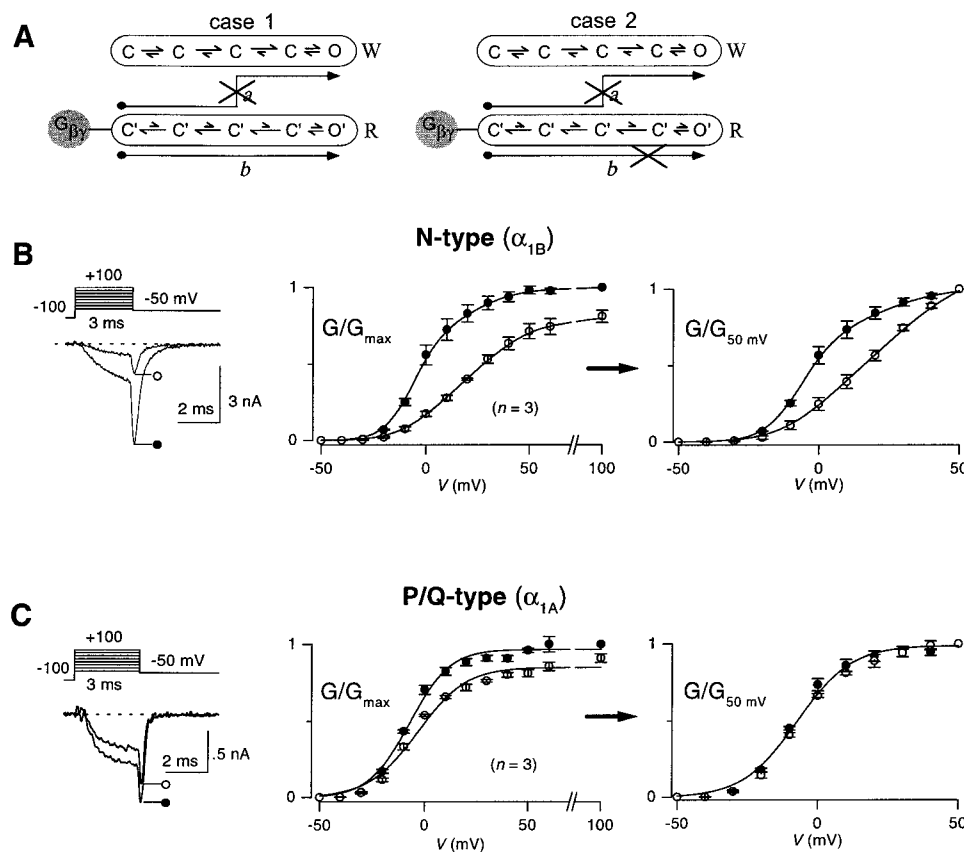 A
case 1
case 2
C ⇌ C ⇌ C ⇌ C ⇌ O W
C ⇌ C ⇌ C ⇌ C ⇌ O W
a
a
Gβγ C' ⇌ C' ⇌ C' ⇌ C' ⇌ O' R
Gβγ C' ⇌ C' ⇌ C' ⇌ C' ⇌ O' R
b
b
N-type (α1B)
B
+100
-100
-50 mV
3 ms
2 ms
3 nA
1
G/Gmax
(n = 3)
0
-50 0 50 100
V (mV)
1
G/G50 mV
0
-50 0 50
V (mV)
P/Q-type (α1A)
C
+100
-100
-50 mV
3 ms
2 ms
.5 nA
1
G/Gmax
(n = 3)
0
-50 0 50 100
V (mV)
1
G/G50 mV
0
-50 0 50
V (mV)